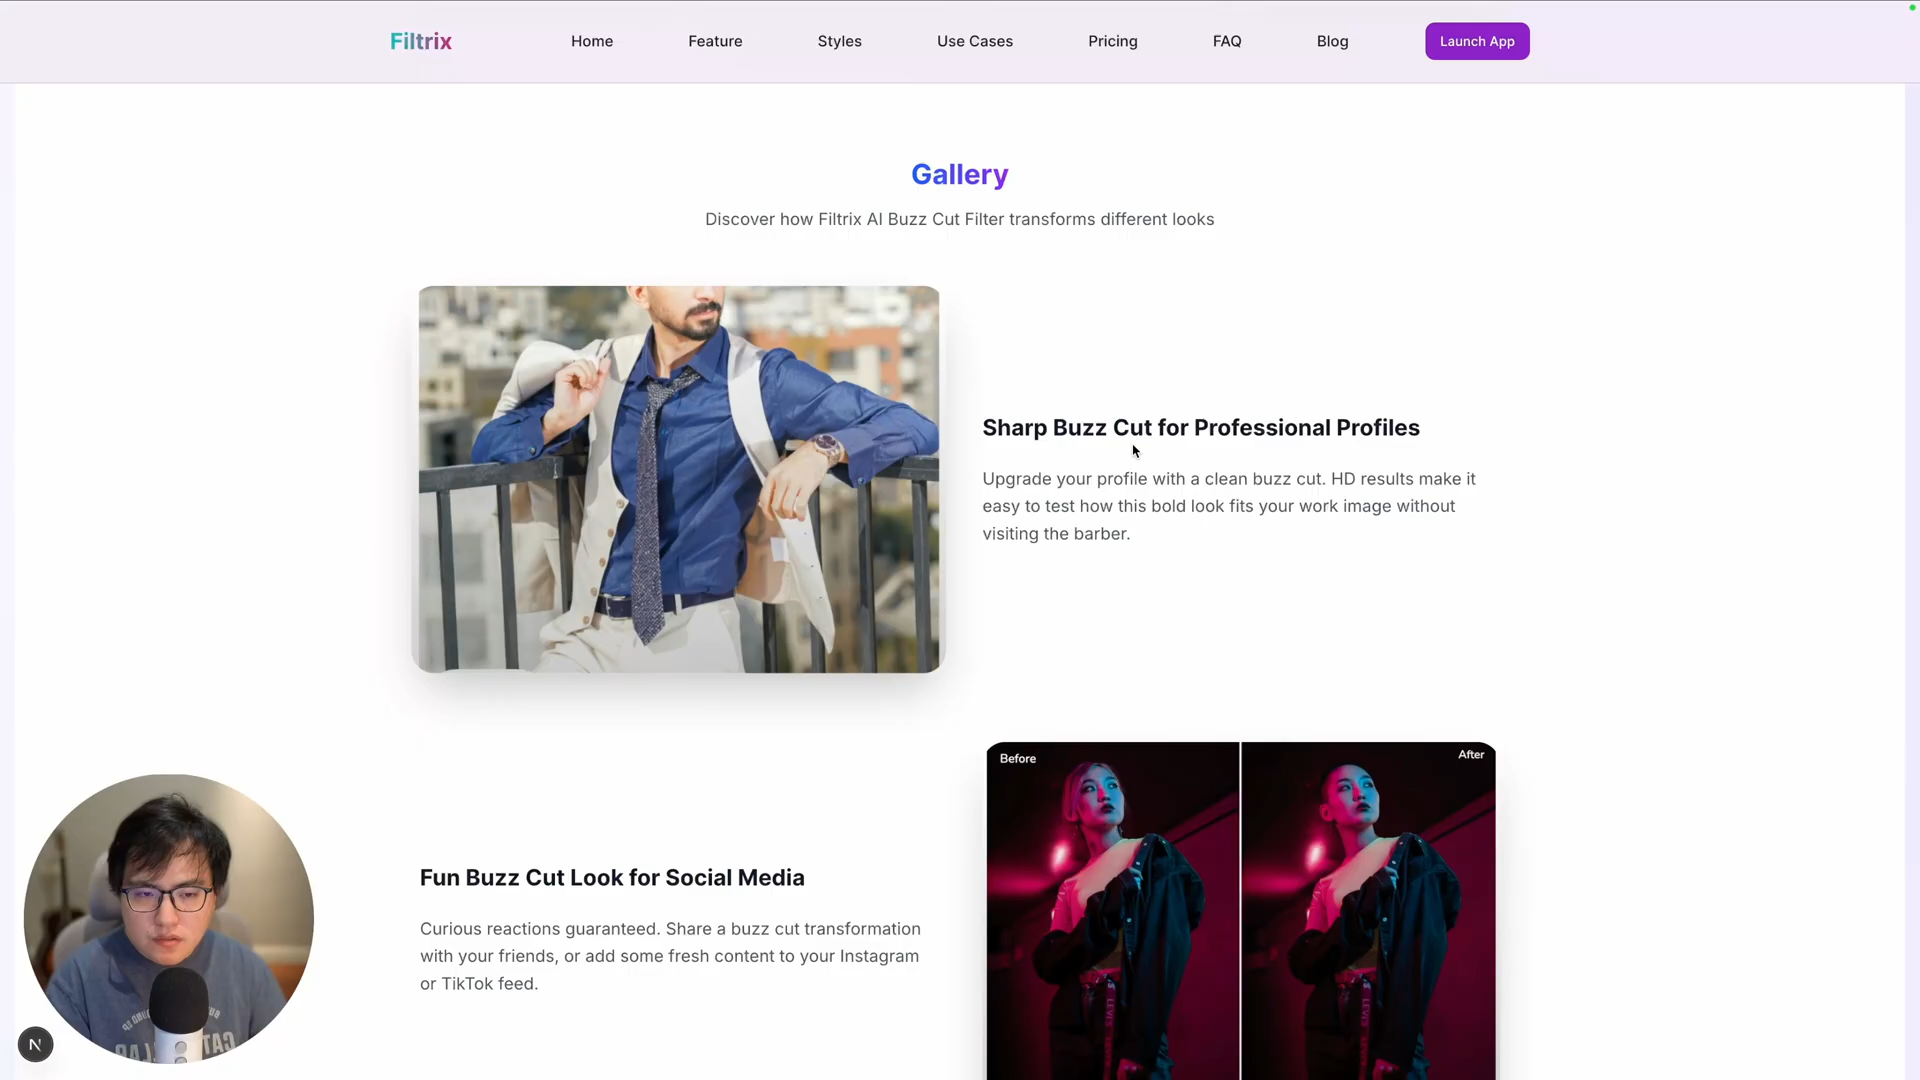 Filtrix
Home
Feature
Styles
Use Cases
Pricing
FAQ
Blog
Launch App
Gallery
Discover how Filtrix AI Buzz Cut Filter transforms different looks
Sharp Buzz Cut for Professional Profiles
Upgrade your profile with a clean buzz cut. HD results make it
easy to test how this bold look fits your work image without
visiting the barber.
Before
After
Fun Buzz Cut Look for Social Media
Curious reactions guaranteed. Share a buzz cut transformation
with your friends, or add some fresh content to your Instagram
or TikTok feed.
N